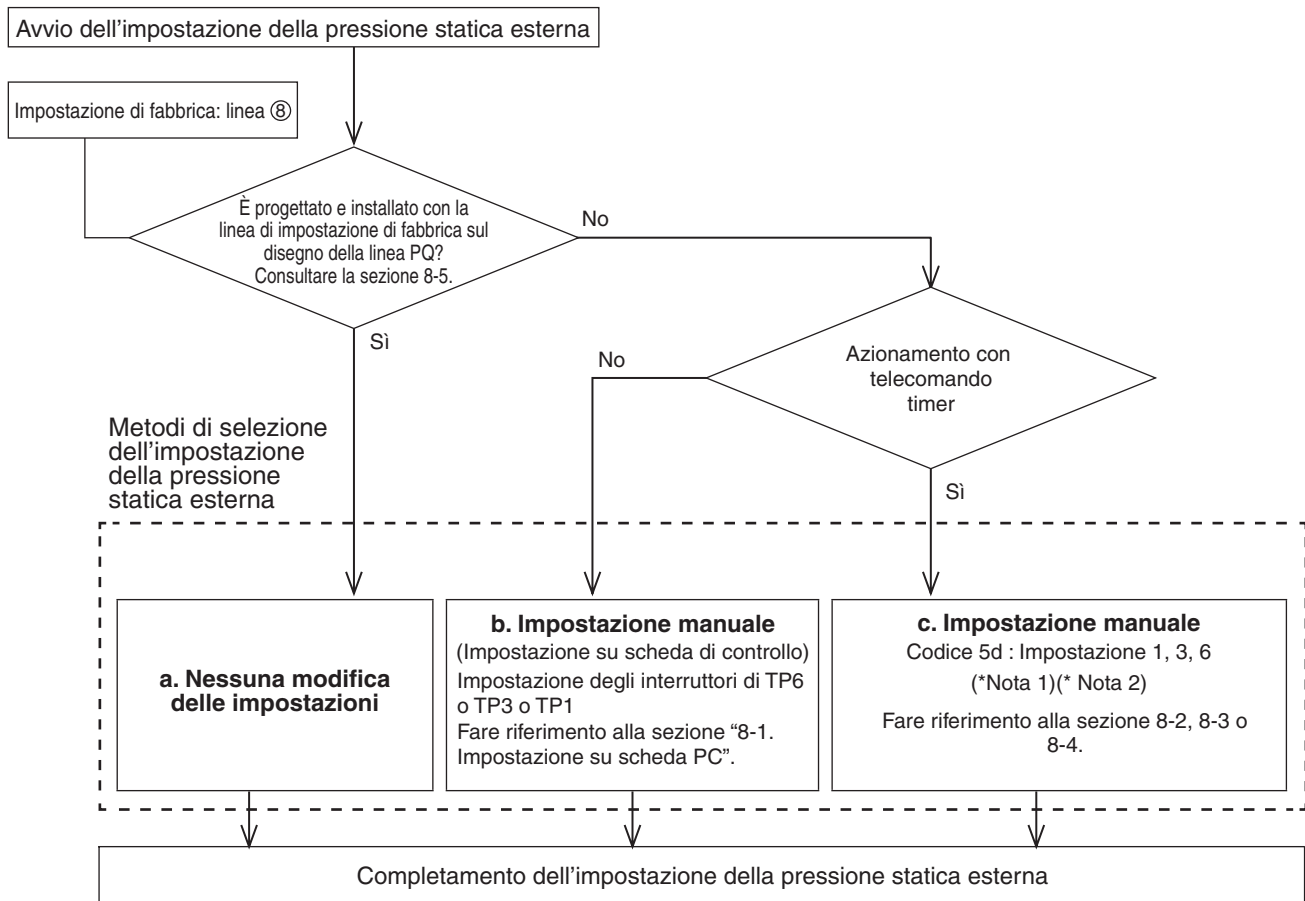 Avvio dell'impostazione della pressione statica esterna
Impostazione di fabbrica: linea ⑧
È progettato e installato con la
linea di impostazione di fabbrica sul
disegno della linea PQ?
Consultare la sezione 8-5.
No
Sì
Azionamento con
telecomando
timer
No
Sì
Metodi di selezione
dell'impostazione
della pressione
statica esterna
a. Nessuna modifica
delle impostazioni
b. Impostazione manuale
(Impostazione su scheda di controllo)
Impostazione degli interruttori di TP6
o TP3 o TP1
Fare riferimento alla sezione “8-1.
Impostazione su scheda PC”.
c. Impostazione manuale
Codice 5d : Impostazione 1, 3, 6
(*Nota 1)(* Nota 2)
Fare riferimento alla sezione 8-2, 8-3 o
8-4.
Completamento dell'impostazione della pressione statica esterna